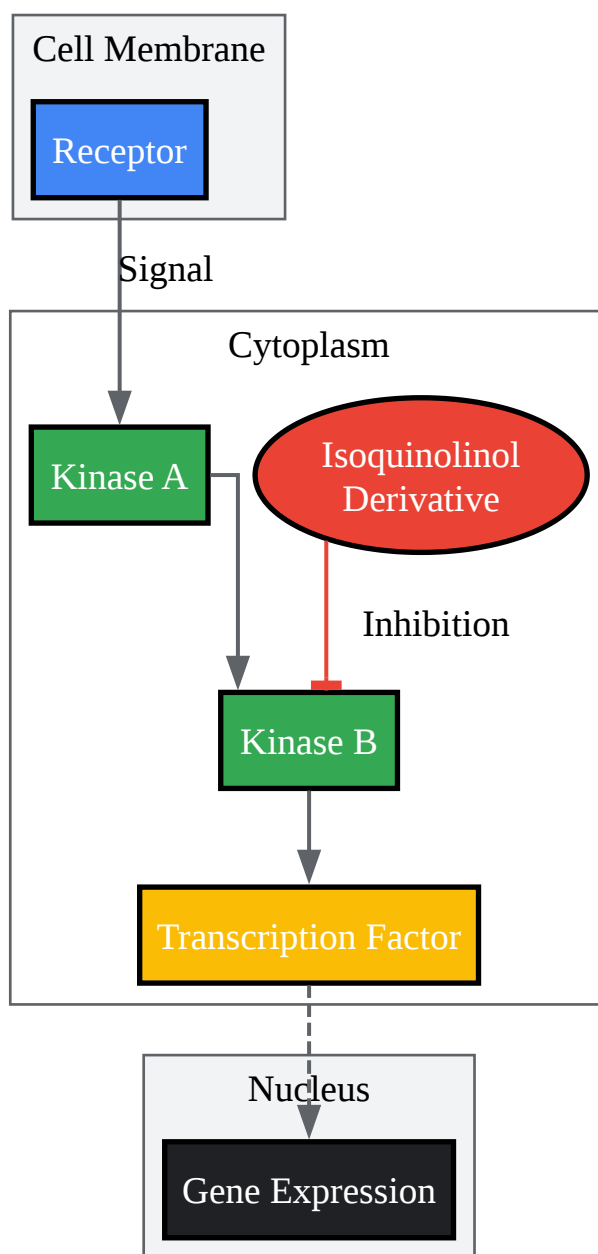 Cell Membrane
Receptor
Signal
Cytoplasm
Kinase A
Isoquinolinol
Derivative
Inhibition
Kinase B
Transcription Factor
Nucleus
Gene Expression